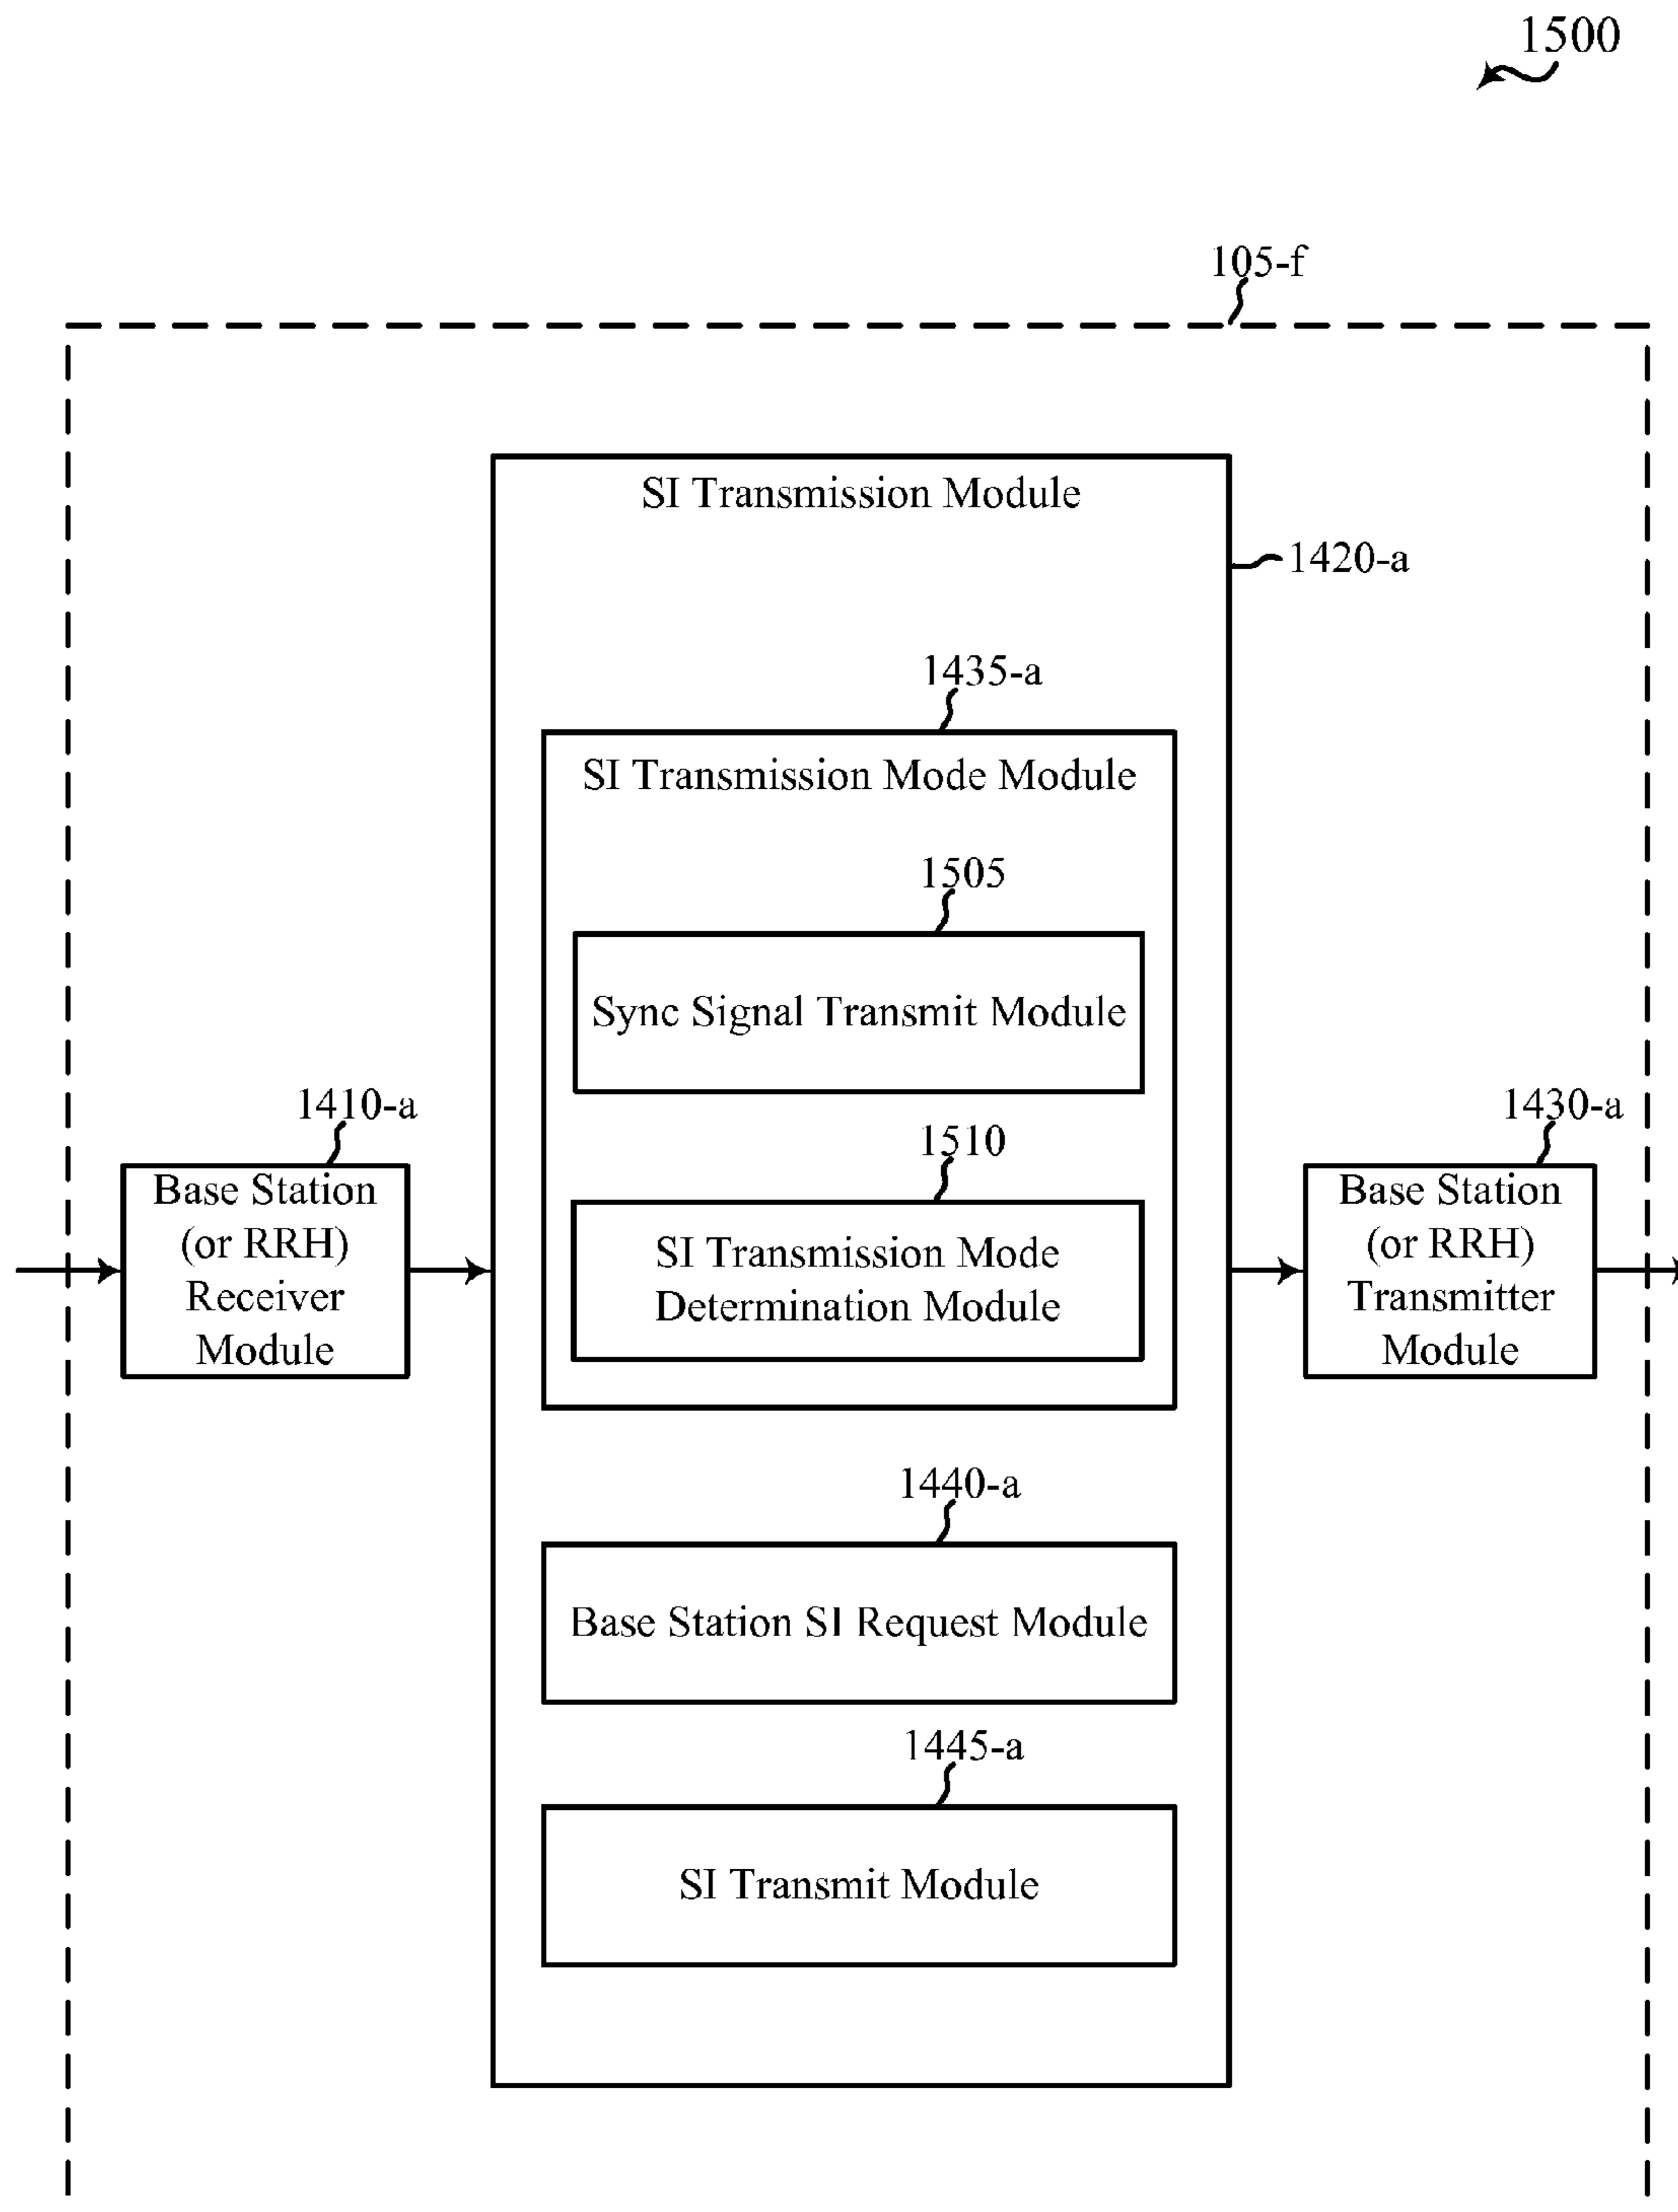 1500
105-f
SI Transmission Module
1420-a
1435-a
SI Transmission Mode Module
1505
Sync Signal Transmit Module
1410-a
Base Station
(or RRH)
Receiver
Module
1510
SI Transmission Mode
Determination Module
1430-a
Base Station
(or RRH)
Transmitter
Module
1440-a
Base Station SI Request Module
1445-a
SI Transmit Module